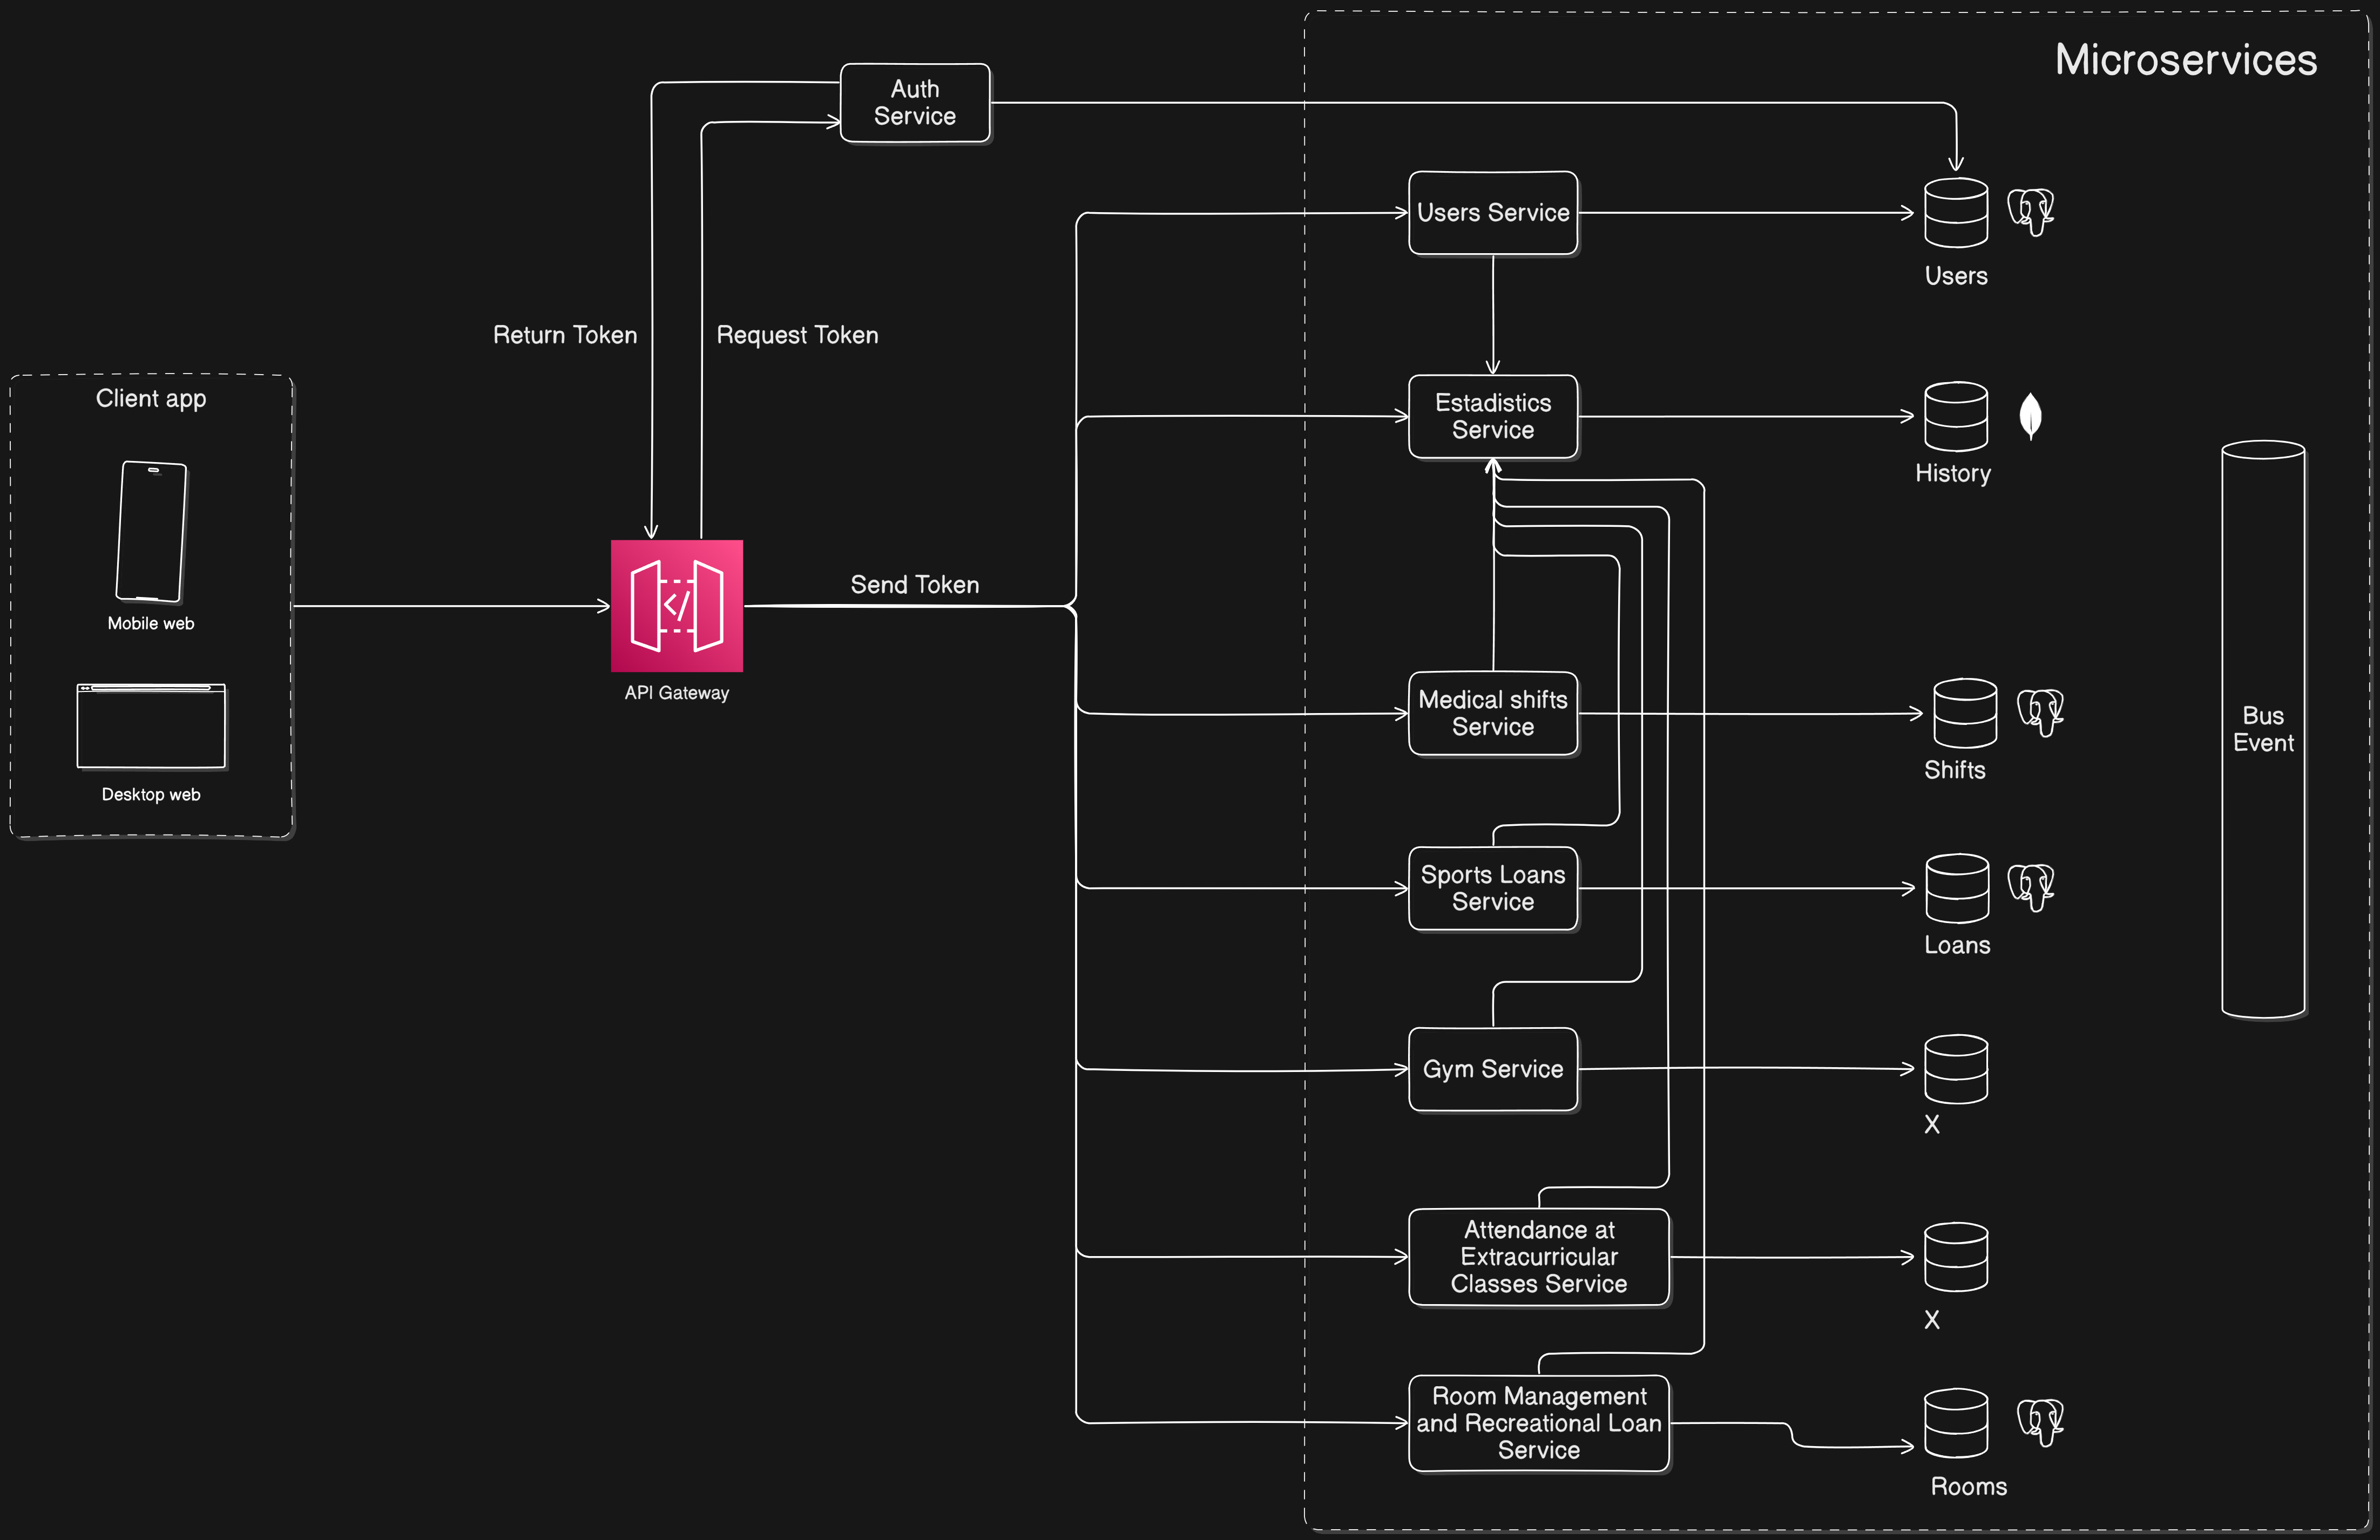 Microservices
Auth
Service
Users Service
Users
Return Token
Request Token
Client app
Mobile web
Desktop web
Estadistics
Service
History
Send Token
</>
API Gateway
Medical shifts
Service
Shifts
Bus
Event
Sports Loans
Service
Loans
Gym Service
X
Attendance at
Extracurricular
Classes Service
X
Room Management
and Recreational Loan
Service
Rooms